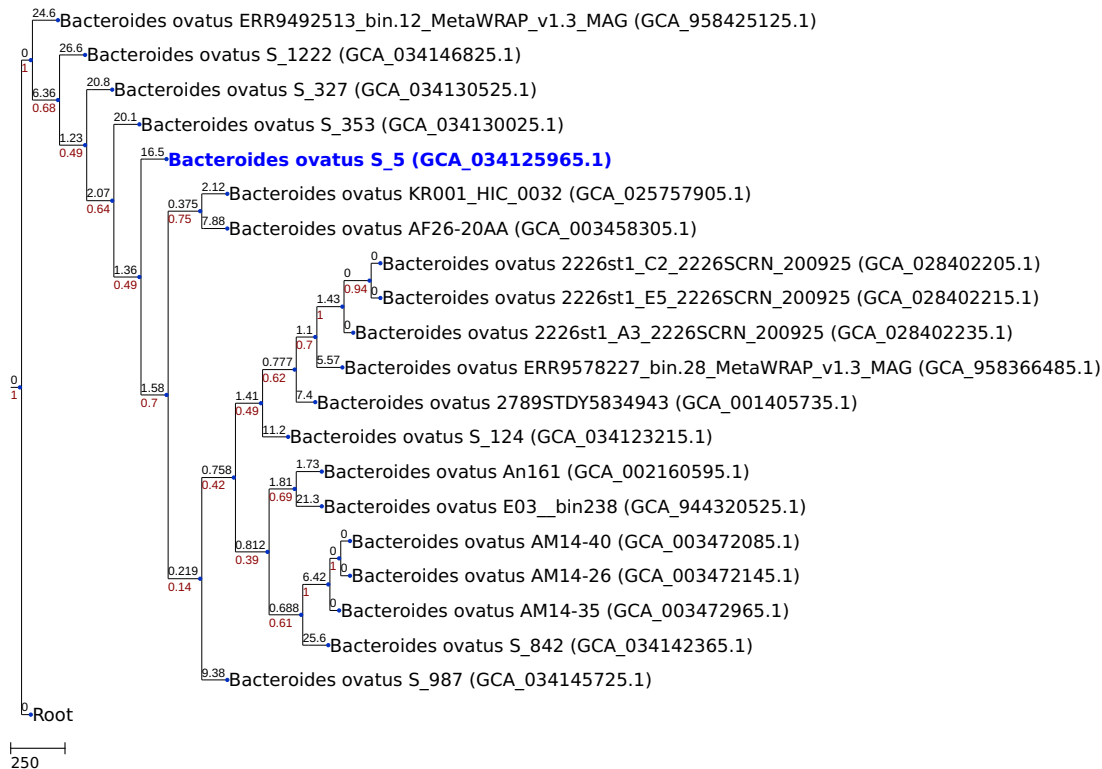 24.6 Bacteroides ovatus ERR9492513_bin.12_MetaWRAP_v1.3_MAG (GCA_958425125.1)
0
1
26.6 Bacteroides ovatus S_1222 (GCA_034146825.1)
6.36
0.68
20.8 Bacteroides ovatus S_327 (GCA_034130525.1)
1.23
0.49
20.1 Bacteroides ovatus S_353 (GCA_034130025.1)
2.07
0.64
16.5 Bacteroides ovatus S_5 (GCA_034125965.1)
1.36
0.49
2.12 Bacteroides ovatus KR001_HIC_0032 (GCA_025757905.1)
0.375
0.75
7.88 Bacteroides ovatus AF26-20AA (GCA_003458305.1)
0 Bacteroides ovatus 2226st1_C2_2226SCRN_200925 (GCA_028402205.1)
0
0.94
0 Bacteroides ovatus 2226st1_E5_2226SCRN_200925 (GCA_028402215.1)
1.43
1
0 Bacteroides ovatus 2226st1_A3_2226SCRN_200925 (GCA_028402235.1)
1.1
0.7
5.57 Bacteroides ovatus ERR9578227_bin.28_MetaWRAP_v1.3_MAG (GCA_958366485.1)
0.777
0.62
7.4 Bacteroides ovatus 2789STDY5834943 (GCA_001405735.1)
0
1
1.58
0.7
1.41
0.49
11.2 Bacteroides ovatus S_124 (GCA_034123215.1)
0.758
0.42
1.73 Bacteroides ovatus An161 (GCA_002160595.1)
1.81
0.69
21.3 Bacteroides ovatus E03__bin238 (GCA_944320525.1)
0.812
0.39
0 Bacteroides ovatus AM14-40 (GCA_003472085.1)
0
1
0 Bacteroides ovatus AM14-26 (GCA_003472145.1)
0.219
0.14
6.42
1
0 Bacteroides ovatus AM14-35 (GCA_003472965.1)
0.688
0.61
25.6 Bacteroides ovatus S_842 (GCA_034142365.1)
9.38 Bacteroides ovatus S_987 (GCA_034145725.1)
0 Root
250